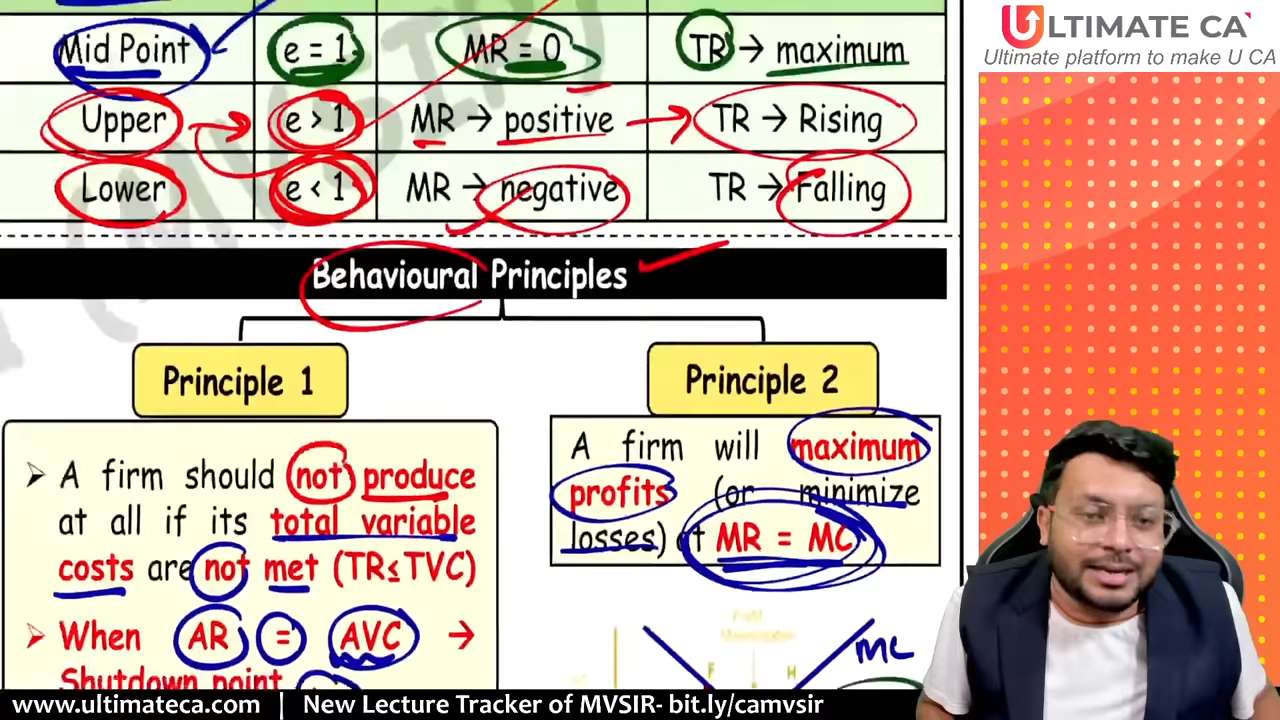 ULTIMATE CA
Ultimate platform to make U CA
Mid Point e = 1 MR = 0 TR → maximum
Upper e > 1 MR → positive TR → Rising
Lower e < 1 MR → negative TR → Falling
Behavioural Principles
Principle 1
Principle 2
➤ A firm should not produce
at all if its total variable
costs are not met (TR≤TVC)
➤ When AR = AVC →
Shutdown point
A firm will maximum
profits (or minimize
losses) at MR = MC
Profit
Maximization
F H
MC
www.ultimateca.com | New Lecture Tracker of MVSIR- bit.ly/camvsir